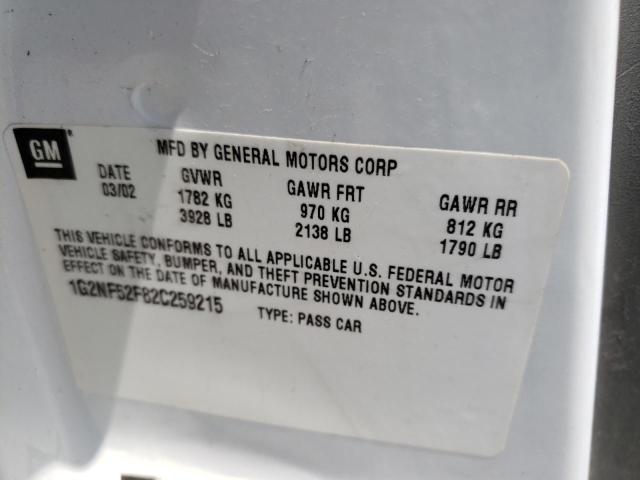 GM
MFD BY GENERAL MOTORS CORP
DATE GVWR GAWR FRT GAWR RR
03/02 1782 KG 970 KG 812 KG
3928 LB 2138 LB 1790 LB
THIS VEHICLE CONFORMS TO ALL APPLICABLE U.S. FEDERAL MOTOR
VEHICLE SAFETY, BUMPER, AND THEFT PREVENTION STANDARDS IN
EFFECT ON THE DATE OF MANUFACTURE SHOWN ABOVE.
1G2NF52F82C259215 TYPE: PASS CAR